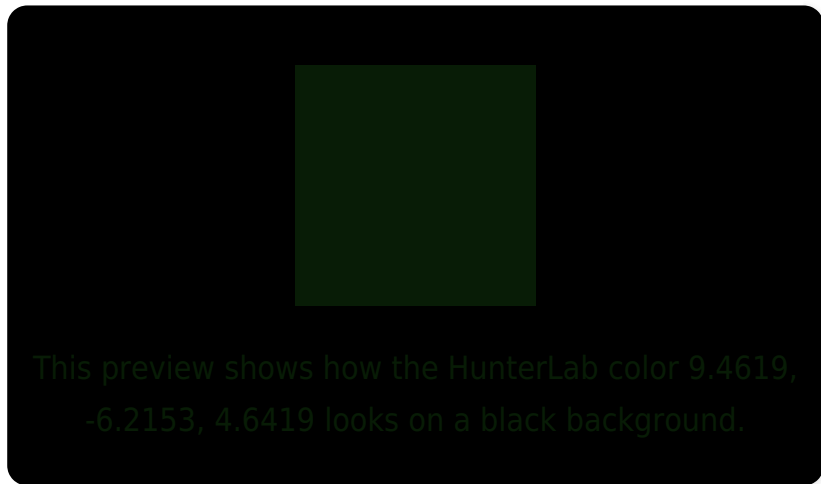 This preview shows how the HunterLab color 9.4619,
-6.2153, 4.6419 looks on a black background.